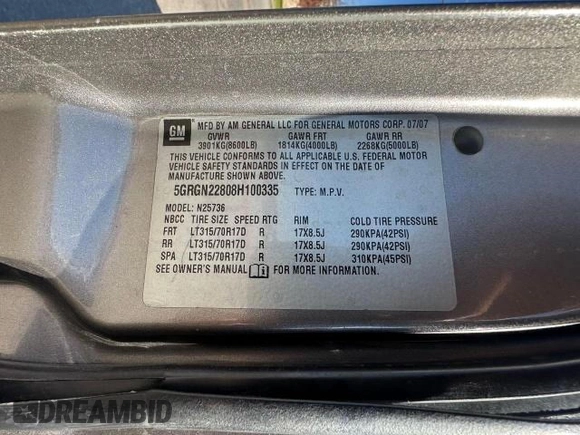 GM
MFD BY AM GENERAL LLC FOR GENERAL MOTORS CORP. 07/07
GVWR GAWR FRT GAWR RR
3901KG(8600LB) 1814KG(4000LB) 2268KG(5000LB)
THIS VEHICLE CONFORMS TO ALL APPLICABLE U.S. FEDERAL MOTOR
VEHICLE SAFETY STANDARDS IN EFFECT ON THE DATE OF
MANUFACTURE SHOWN ABOVE.
5GRGN22808H100335 TYPE: M.P.V.
MODEL: N25736
NBCC TIRE SIZE SPEED RTG RIM COLD TIRE PRESSURE
FRT LT315/70R17D R 17X8.5J 290KPA(42PSI)
RR LT315/70R17D R 17X8.5J 290KPA(42PSI)
SPA LT315/70R17D R 17X8.5J 310KPA(45PSI)
SEE OWNER'S MANUAL FOR MORE INFORMATION.
DREAMBID